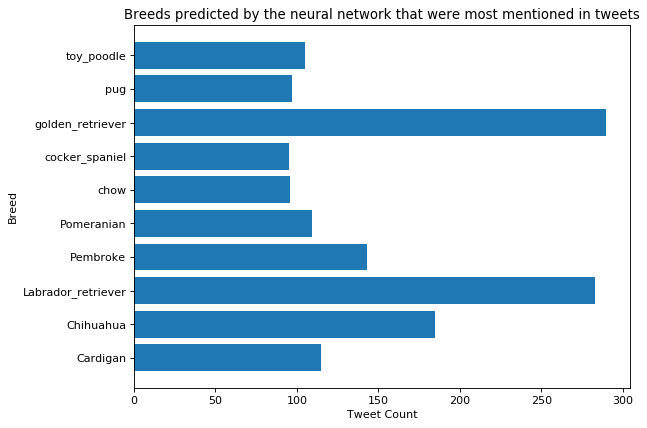 Breeds predicted by the neural network that were most mentioned in tweets
toy_poodle
pug
golden_retriever
cocker_spaniel
chow
Pomeranian
Pembroke
Labrador_retriever
Chihuahua
Cardigan
Breed
0 50 100 150 200 250 300
Tweet Count